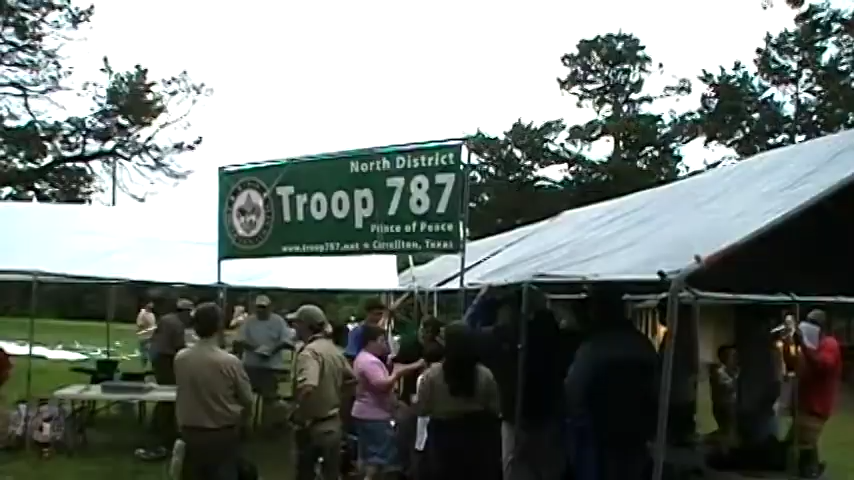 North District
Troop 787
Prince of Peace
www.troop787.net Carrollton, Texas